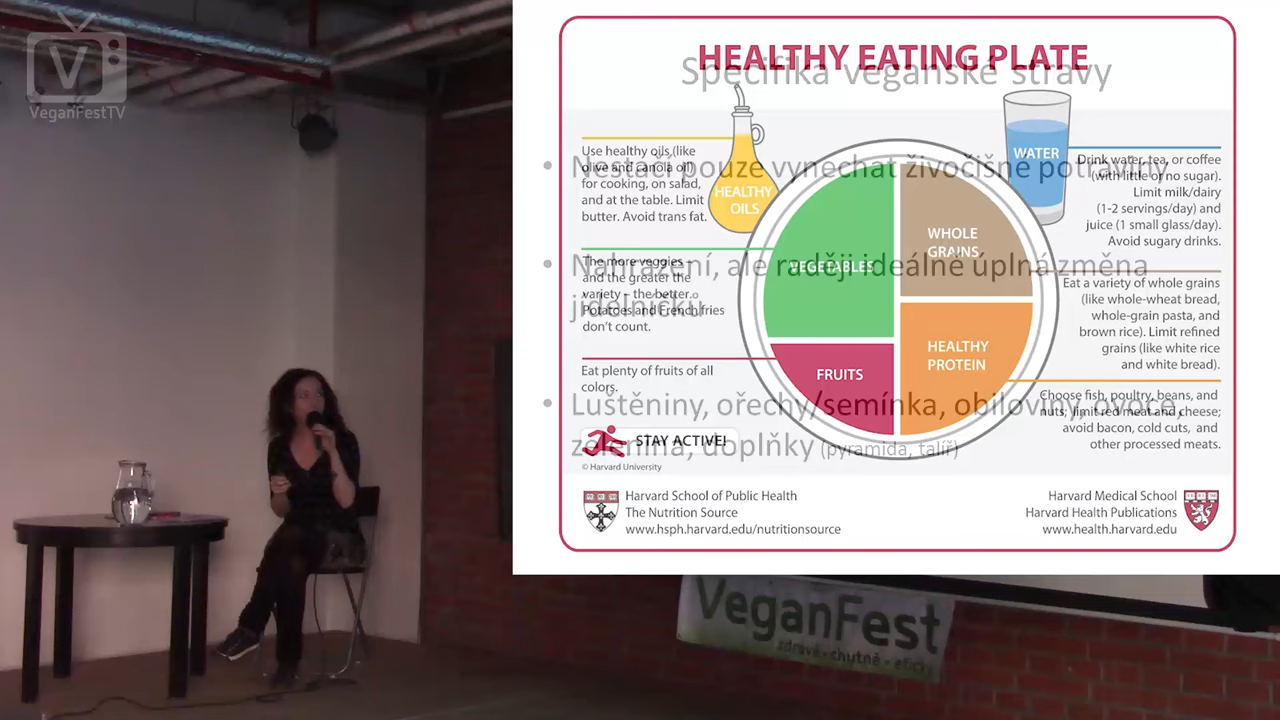 VeganFestTV
HEALTHY EATING PLATE
Specifika veganské stravy
Use healthy oils (like
olive and canola oil)
for cooking, on salad,
and at the table. Limit
butter. Avoid trans fat.
HEALTHY
OILS
WATER
Drink water, tea, or coffee
(with little or no sugar).
Limit milk/dairy
(1-2 servings/day) and
juice (1 small glass/day).
Avoid sugary drinks.
• Nestačí pouze vynechat živočišné potraviny
The more veggies –
and the greater the
variety – the better.
Potatoes and French fries
don't count.
VEGETABLES
WHOLE
GRAINS
Eat a variety of whole grains
(like whole-wheat bread,
whole-grain pasta, and
brown rice). Limit refined
grains (like white rice
and white bread).
• Nahrazení, ale raději ideálně úplná změna
jídelníčku
Eat plenty of fruits of all
colors.
FRUITS
HEALTHY
PROTEIN
Choose fish, poultry, beans, and
nuts; limit red meat and cheese;
avoid bacon, cold cuts, and
other processed meats.
• Luštěniny, ořechy/semínka, obiloviny, ovoce,
zelenina, doplňky (pyramida, talíř)
STAY ACTIVE!
© Harvard University
Harvard School of Public Health
The Nutrition Source
www.hsph.harvard.edu/nutritionsource
Harvard Medical School
Harvard Health Publications
www.health.harvard.edu
VeganFest
zdravě • chutně • eticky